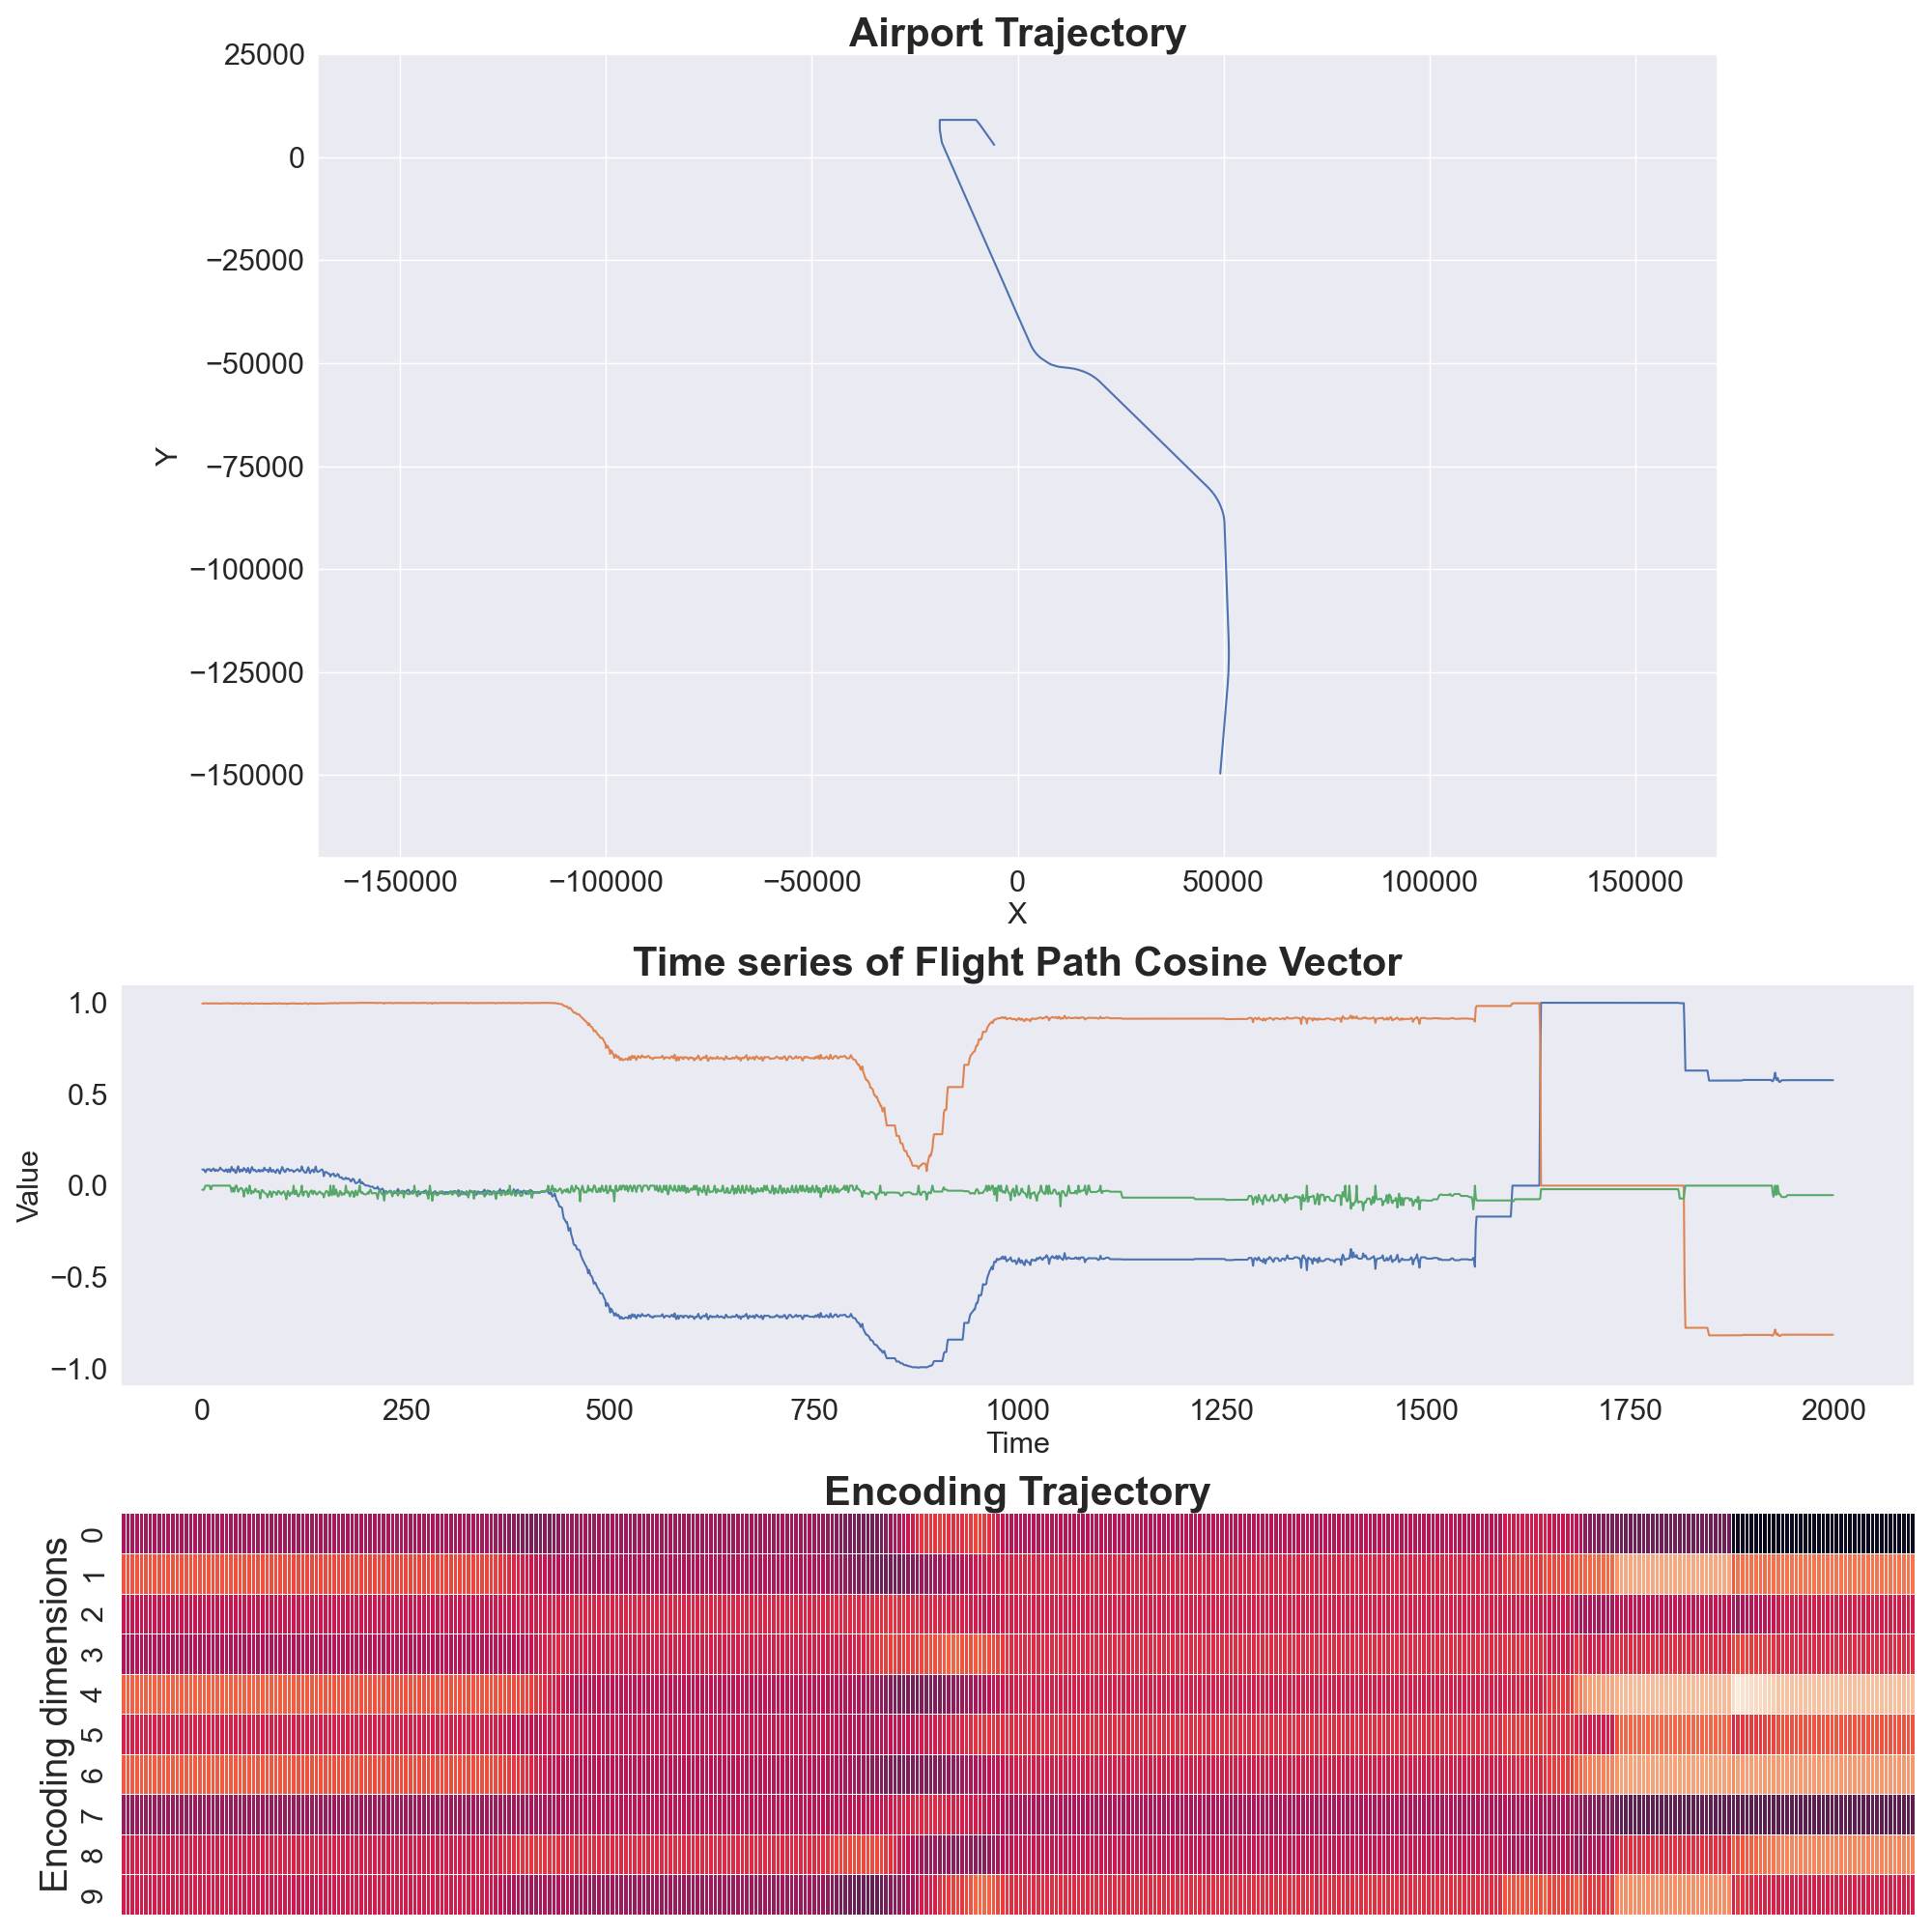 Airport Trajectory
25000
0
−25000
−50000
−75000
−100000
−125000
−150000
Y
−150000 −100000 −50000 0 50000 100000 150000
X
Time series of Flight Path Cosine Vector
1.0
0.5
0.0
−0.5
−1.0
Value
0 250 500 750 1000 1250 1500 1750 2000
Time
Encoding Trajectory
Encoding dimensions
0
1
2
3
4
5
6
7
8
9